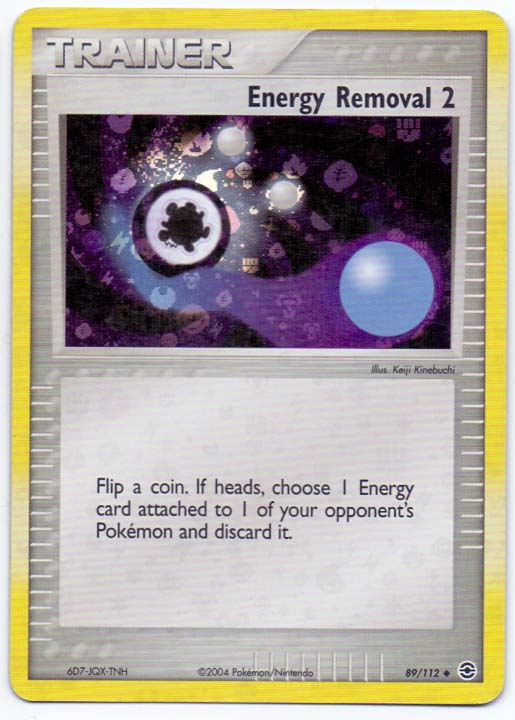 TRAINER
Energy Removal 2
Illus. Keiji Kinebuchi
Flip a coin. If heads, choose 1 Energy
card attached to 1 of your opponent's
Pokémon and discard it.
6D7-JQX-TNH ©2004 Pokémon/Nintendo 89/112 ◆